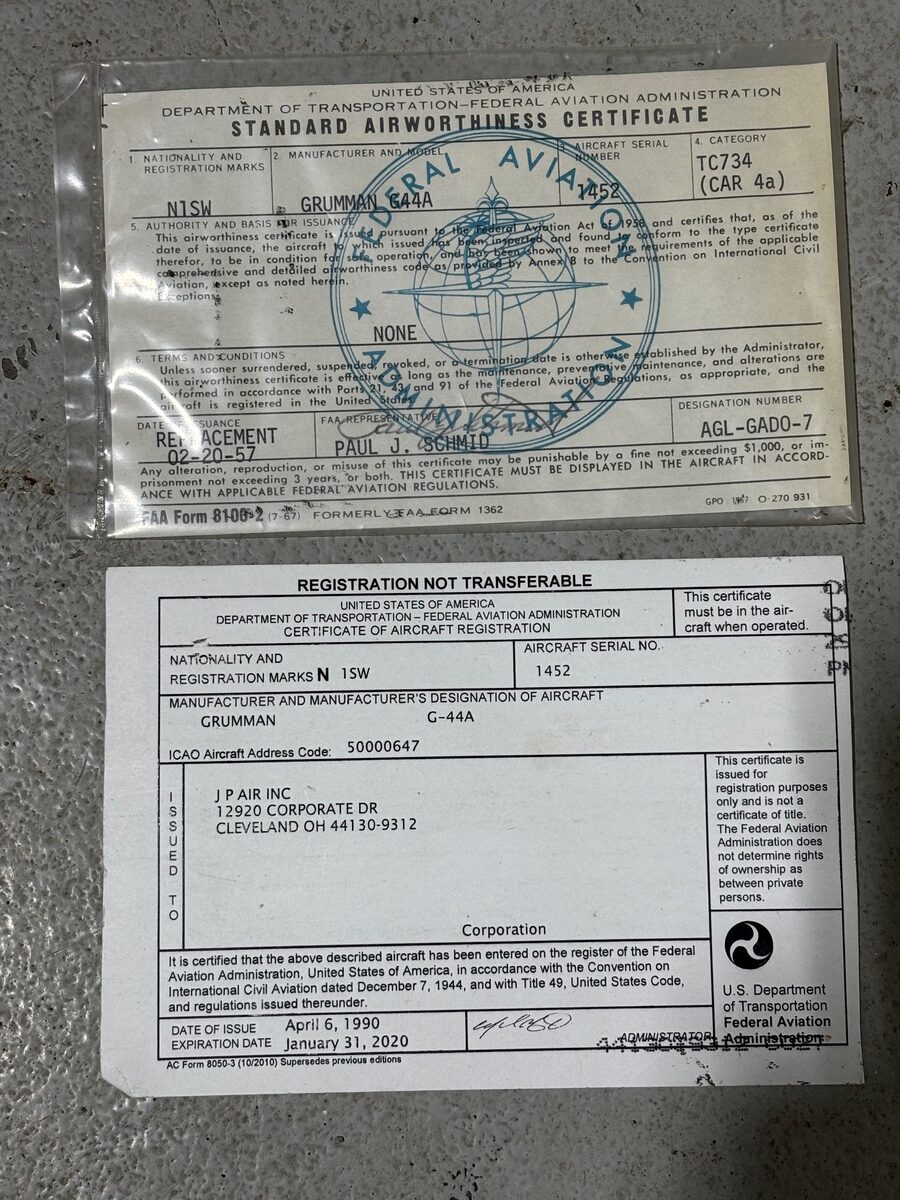 UNITED STATES OF AMERICA
DEPARTMENT OF TRANSPORTATION—FEDERAL AVIATION ADMINISTRATION
STANDARD AIRWORTHINESS CERTIFICATE
1. NATIONALITY AND REGISTRATION MARKS
N1SW
2. MANUFACTURER AND MODEL
GRUMMAN G44A
3. AIRCRAFT SERIAL NUMBER
1452
4. CATEGORY
TC734
(CAR 4a)
5. AUTHORITY AND BASIS FOR ISSUANCE
This airworthiness certificate is issued pursuant to the Federal Aviation Act of 1958 and certifies that, as of the
date of issuance, the aircraft to which issued has been inspected and found to conform to the type certificate
therefor, to be in condition for safe operation, and has been shown to meet the requirements of the applicable
comprehensive and detailed airworthiness code as provided by Annex 8 to the Convention on International Civil
Aviation, except as noted herein.
Exceptions:
NONE
6. TERMS AND CONDITIONS
Unless sooner surrendered, suspended, revoked, or a termination date is otherwise established by the Administrator,
this airworthiness certificate is effective as long as the maintenance, preventative maintenance, and alterations are
performed in accordance with Parts 21, 43, and 91 of the Federal Aviation Regulations, as appropriate, and the
aircraft is registered in the United States.
DATE OF ISSUANCE
REPLACEMENT
02-20-57
FAA REPRESENTATIVE
PAUL J. SCHMID
DESIGNATION NUMBER
AGL-GADO-7
Any alteration, reproduction, or misuse of this certificate may be punishable by a fine not exceeding $1,000, or im-
prisonment not exceeding 3 years, or both. THIS CERTIFICATE MUST BE DISPLAYED IN THE AIRCRAFT IN ACCORD-
ANCE WITH APPLICABLE FEDERAL AVIATION REGULATIONS.
FAA Form 8100-2 (7-67) FORMERLY FAA FORM 1362
GPO 1967 O-270 931
FEDERAL AVIATION ADMINISTRATION
REGISTRATION NOT TRANSFERABLE
UNITED STATES OF AMERICA
DEPARTMENT OF TRANSPORTATION – FEDERAL AVIATION ADMINISTRATION
CERTIFICATE OF AIRCRAFT REGISTRATION
This certificate
must be in the air-
craft when operated.
NATIONALITY AND
REGISTRATION MARKS N 1SW
AIRCRAFT SERIAL NO.
1452
MANUFACTURER AND MANUFACTURER'S DESIGNATION OF AIRCRAFT
GRUMMAN G-44A
ICAO Aircraft Address Code: 50000647
ISSUED TO
J P AIR INC
12920 CORPORATE DR
CLEVELAND OH 44130-9312
Corporation
This certificate is
issued for
registration purposes
only and is not a
certificate of title.
The Federal Aviation
Administration does
not determine rights
of ownership as
between private
persons.
It is certified that the above described aircraft has been entered on the register of the Federal
Aviation Administration, United States of America, in accordance with the Convention on
International Civil Aviation dated December 7, 1944, and with Title 49, United States Code,
and regulations issued thereunder.
U.S. Department
of Transportation
Federal Aviation
Administration
DATE OF ISSUE April 6, 1990
EXPIRATION DATE January 31, 2020
ADMINISTRATOR
AC Form 8050-3 (10/2010) Supersedes previous editions